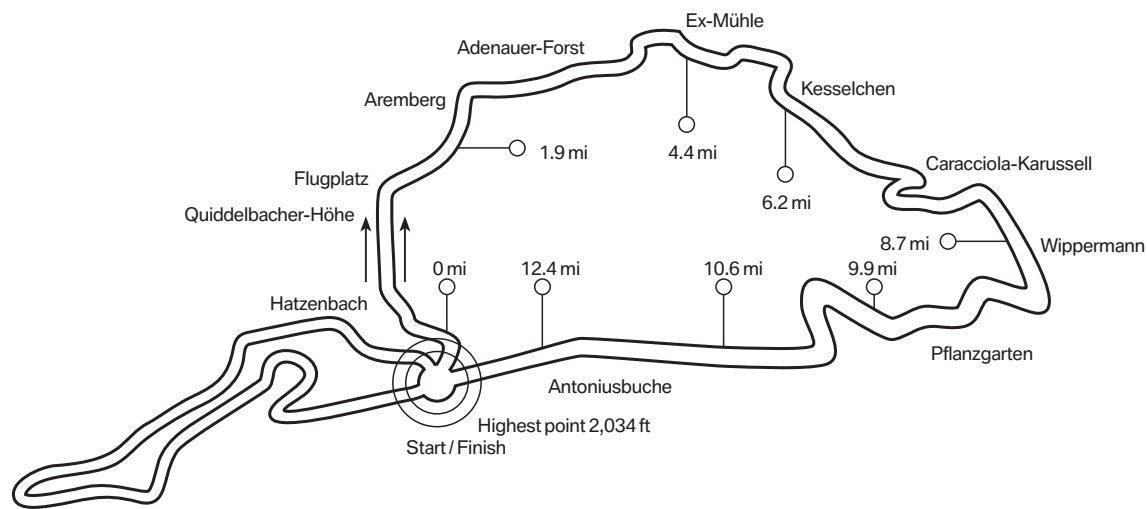 Ex-Mühle
Adenauer-Forst
Kesselchen
Aremberg
1.9 mi
4.4 mi
Caracciola-Karussell
Flugplatz
6.2 mi
Quiddelbacher-Höhe
8.7 mi
Wippermann
0 mi
12.4 mi
10.6 mi
9.9 mi
Hatzenbach
Pflanzgarten
Antoniusbuche
Highest point 2,034 ft
Start / Finish